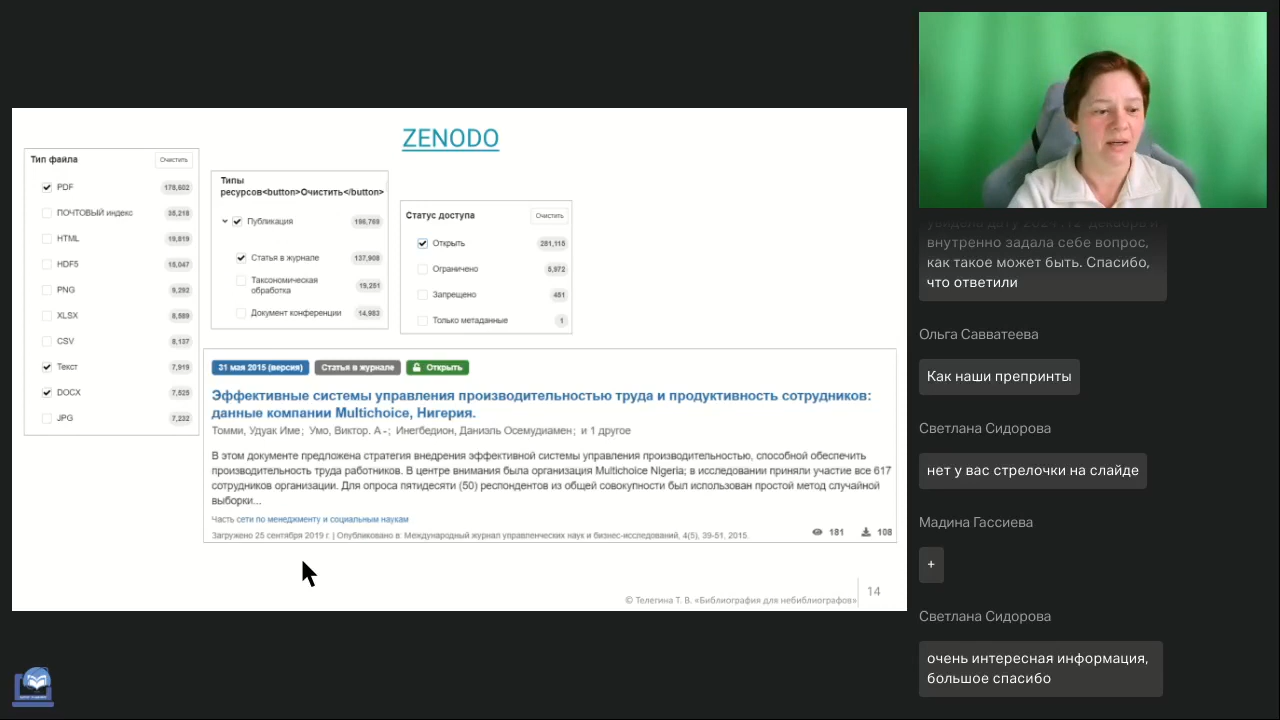 ZENODO
Тип файла
Очистить
PDF
178,602
ПОЧТОВЫЙ индекс
35,218
HTML
19,819
HDF5
15,047
PNG
9,292
XLSX
8,589
CSV
8,137
Текст
7,919
DOCX
7,525
JPG
7,232
Типы
ресурсов<button>Очистить</button>
Публикация
196,765
Статья в журнале
137,908
Таксономическая
обработка
19,251
Документ конференции
14,983
Статус доступа
Очистить
Открыть
281,115
Ограничено
5,972
Запрещено
451
Только метаданные
1
31 мая 2015 (версия)
Статья в журнале
Открыть
Эффективные системы управления производительностью труда и продуктивность сотрудников:
данные компании Multichoice, Нигерия.
Томми, Удуак Име; Умо, Виктор. А -; Инегбедион, Даниэль Осемудиамен; и 1 другое
В этом документе предложена стратегия внедрения эффективной системы управления производительностью, способной обеспечить
производительность труда работников. В центре внимания была организация Multichoice Nigeria; в исследовании приняли участие все 617
сотрудников организации. Для опроса пятидесяти (50) респондентов из общей совокупности был использован простой метод случайной
выборки...
Часть сети по менеджменту и социальным наукам
Загружено 25 сентября 2019 г. | Опубликовано в: Международный журнал управленческих наук и бизнес-исследований, 4(5), 39-51, 2015.
181
108
© Телегина Т. В. «Библиография для небиблиографов»
14
внутренно задала себе вопрос,
как такое может быть. Спасибо,
что ответили
Ольга Савватеева
Как наши препринты
Светлана Сидорова
нет у вас стрелочки на слайде
Мадина Гассиева
+
Светлана Сидорова
очень интересная информация,
большое спасибо